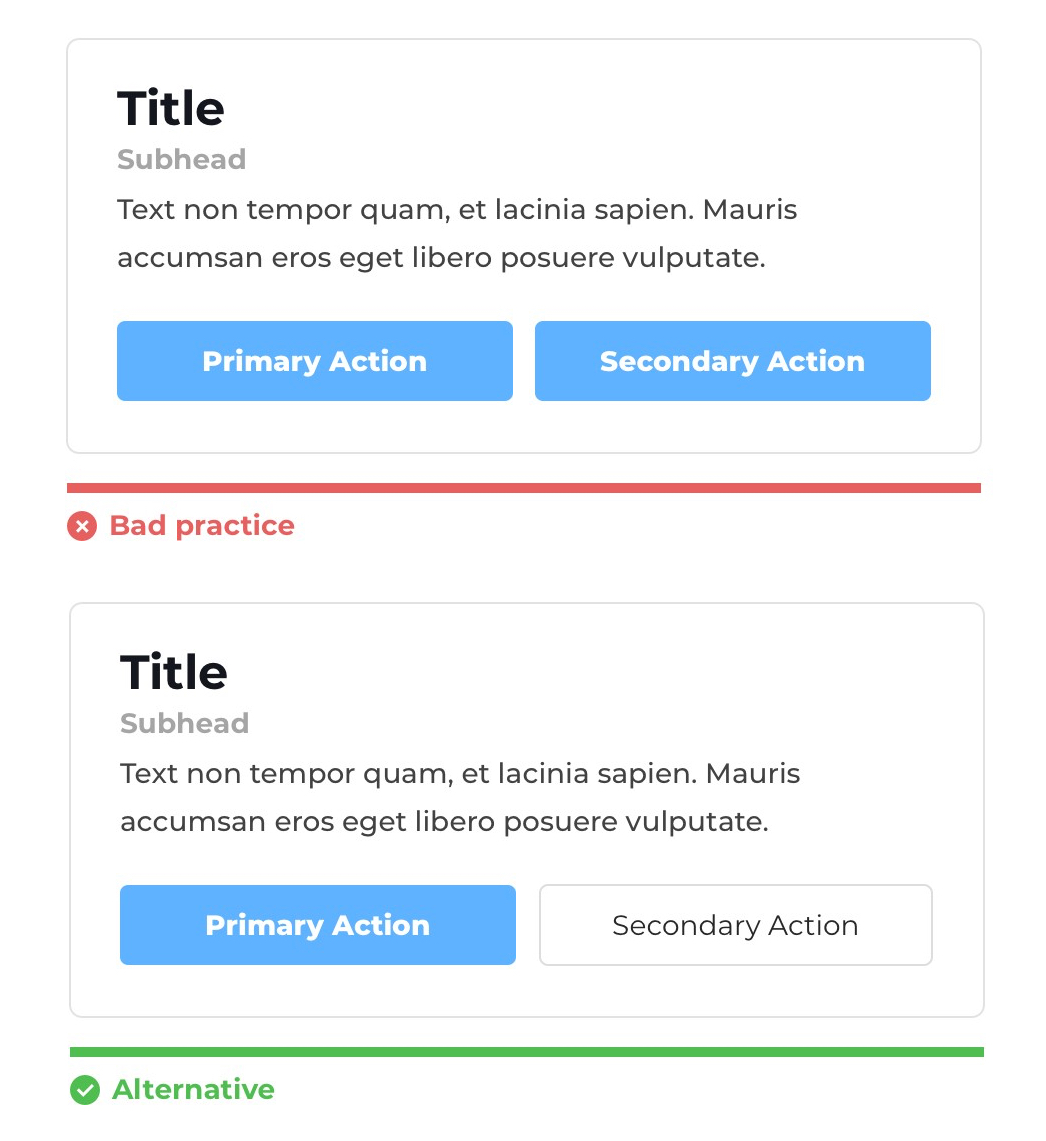 Title
Subhead
Text non tempor quam, et lacinia sapien. Mauris
accumsan eros eget libero posuere vulputate.
Primary Action
Secondary Action
Bad practice
Title
Subhead
Text non tempor quam, et lacinia sapien. Mauris
accumsan eros eget libero posuere vulputate.
Primary Action
Secondary Action
Alternative